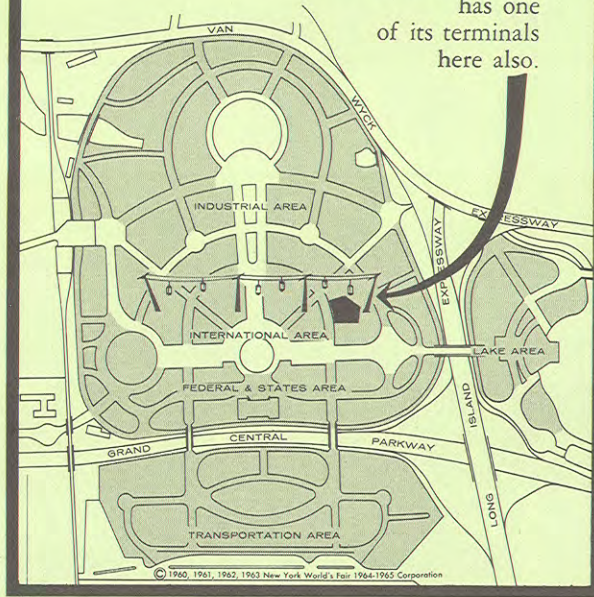 has one
of its terminals
here also.
VAN
WYCK
EXPRESSWAY
INDUSTRIAL AREA
EXPRESSWAY
INTERNATIONAL AREA
LAKE AREA
FEDERAL & STATES AREA
ISLAND
GRAND CENTRAL PARKWAY
LONG
TRANSPORTATION AREA
© 1960, 1961, 1962, 1963 New York World's Fair 1964-1965 Corporation